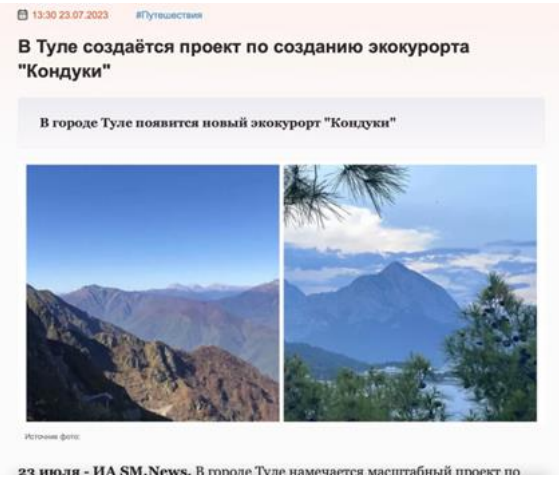 13:30 23.07.2023 #Путешествия
В Туле создаётся проект по созданию экокурорта
"Кондуки"
В городе Туле появится новый экокурорт "Кондуки"
Источник фото:
23 июля - ИА SM.News. В городе Туле намечается масштабный проект по